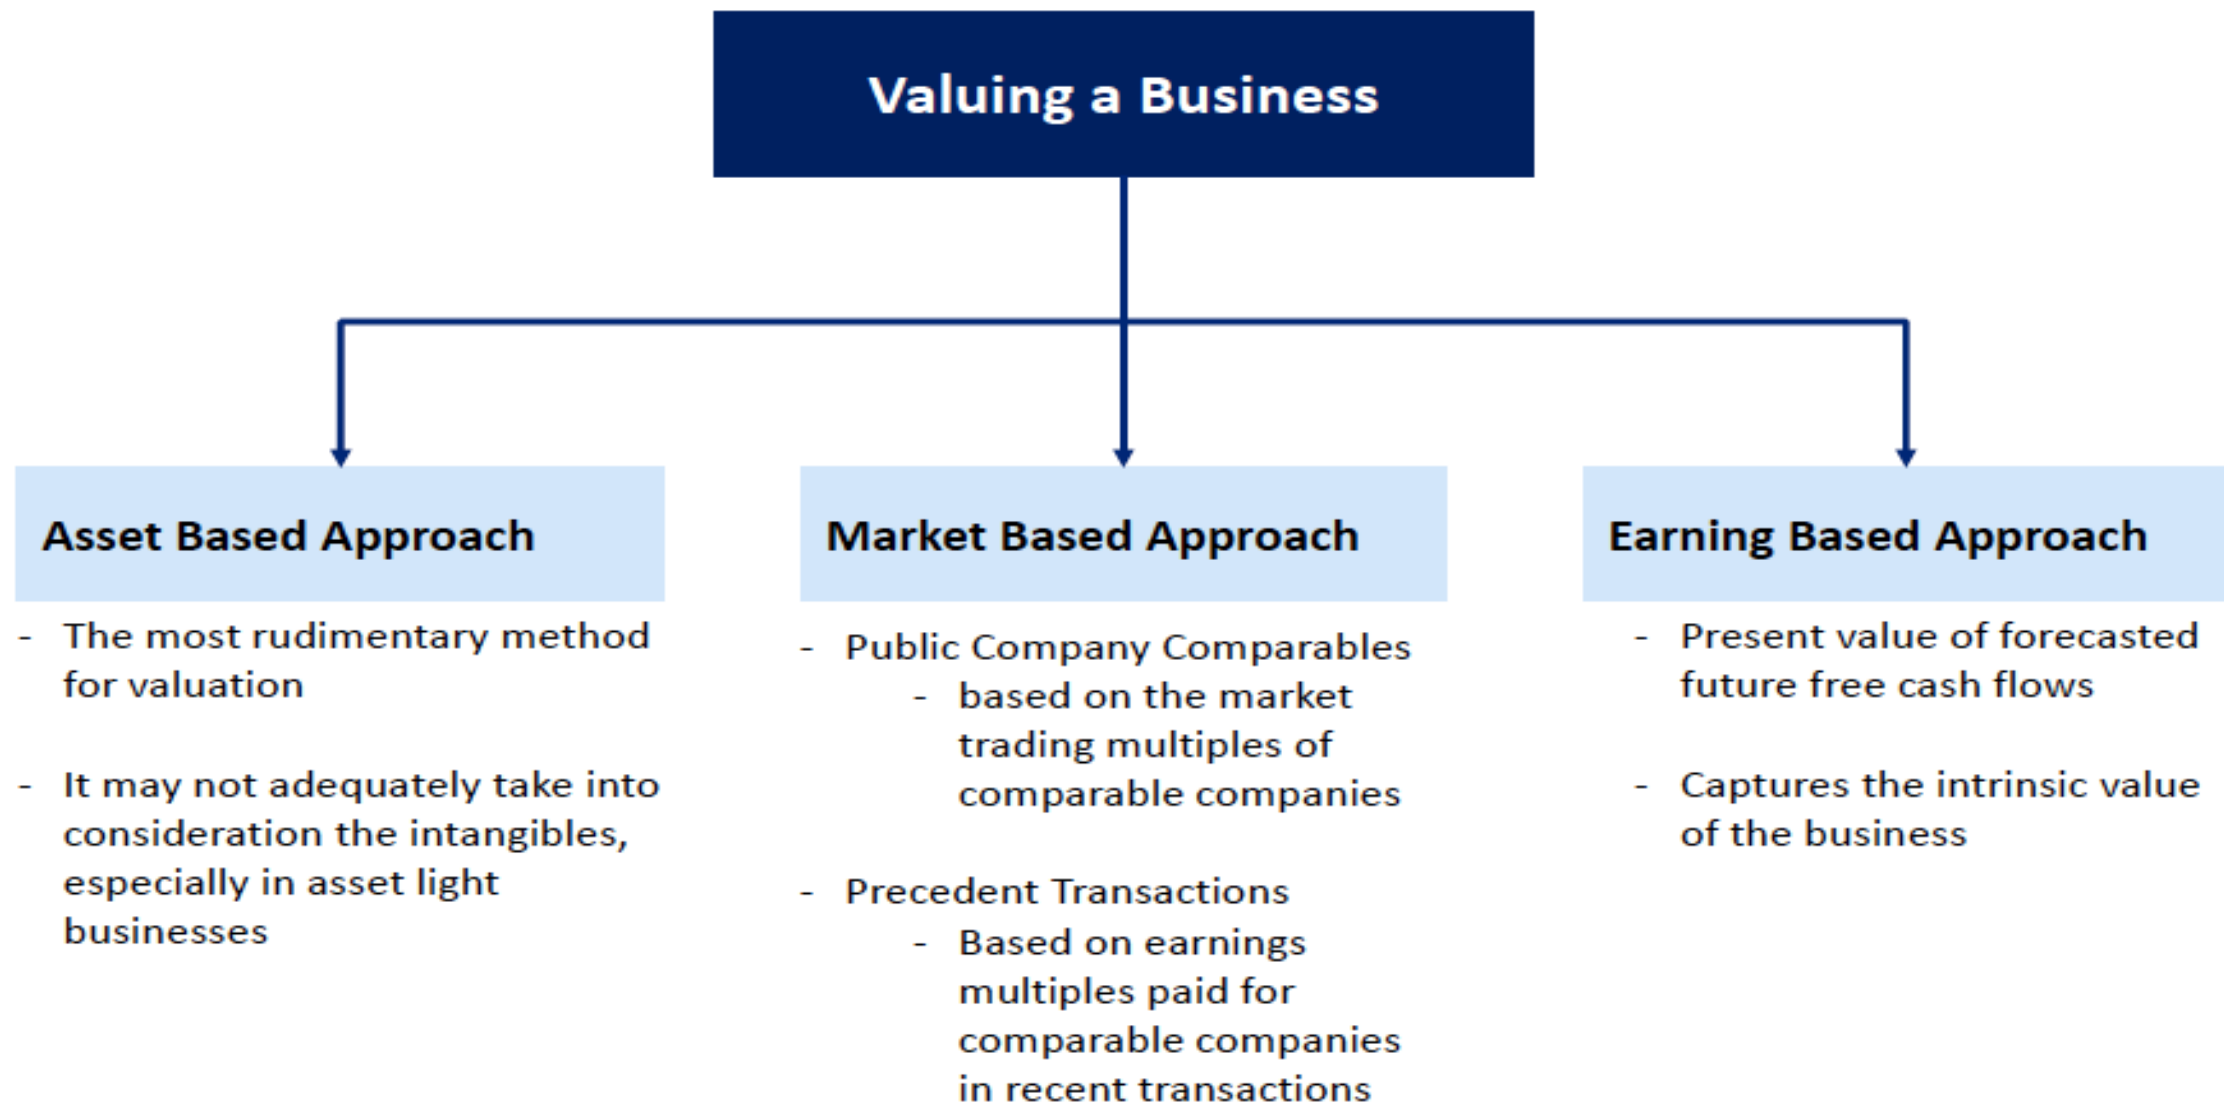 Valuing a Business
Asset Based Approach
- The most rudimentary method
for valuation
- It may not adequately take into
consideration the intangibles,
especially in asset light
businesses
Market Based Approach
- Public Company Comparables
- based on the market
trading multiples of
comparable companies
- Precedent Transactions
- Based on earnings
multiples paid for
comparable companies
in recent transactions
Earning Based Approach
- Present value of forecasted
future free cash flows
- Captures the intrinsic value
of the business